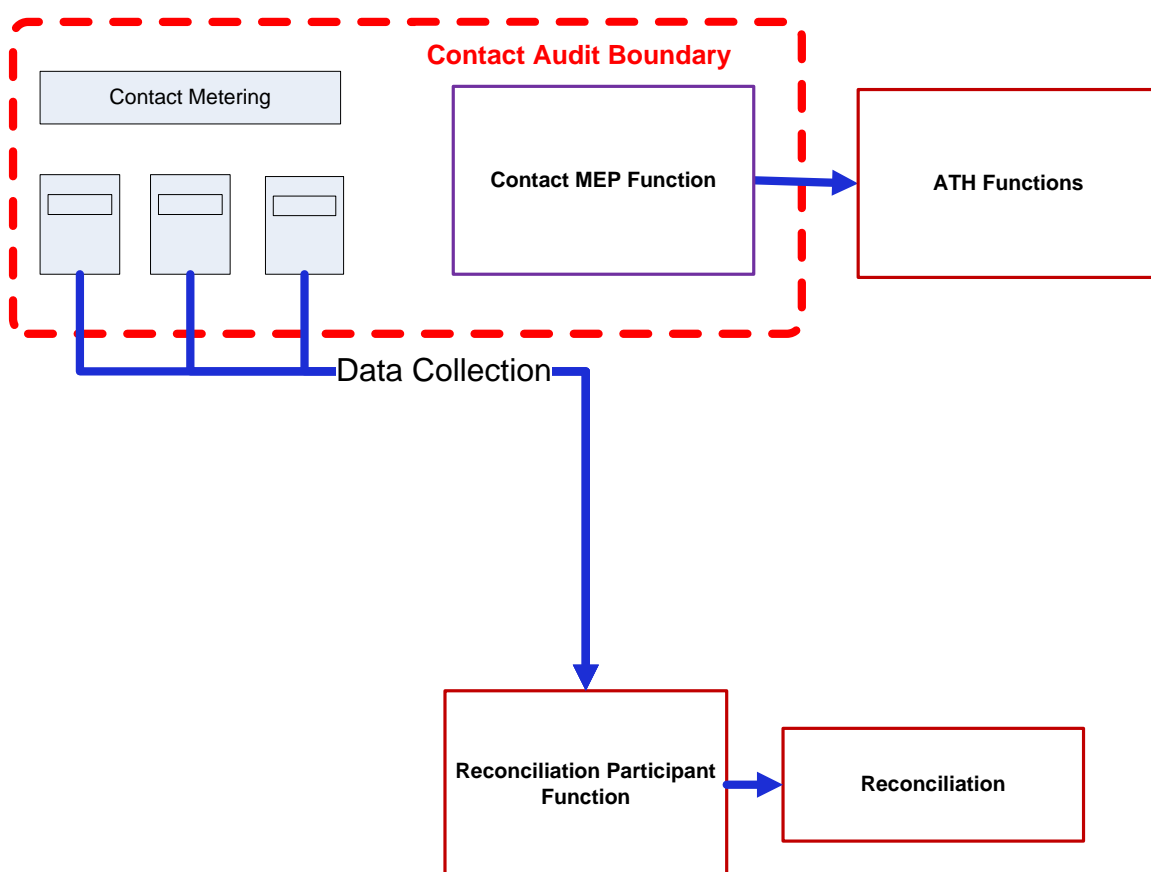 Contact Audit Boundary
Contact Metering
Contact MEP Function
ATH Functions
Data Collection
Reconciliation Participant
Function
Reconciliation